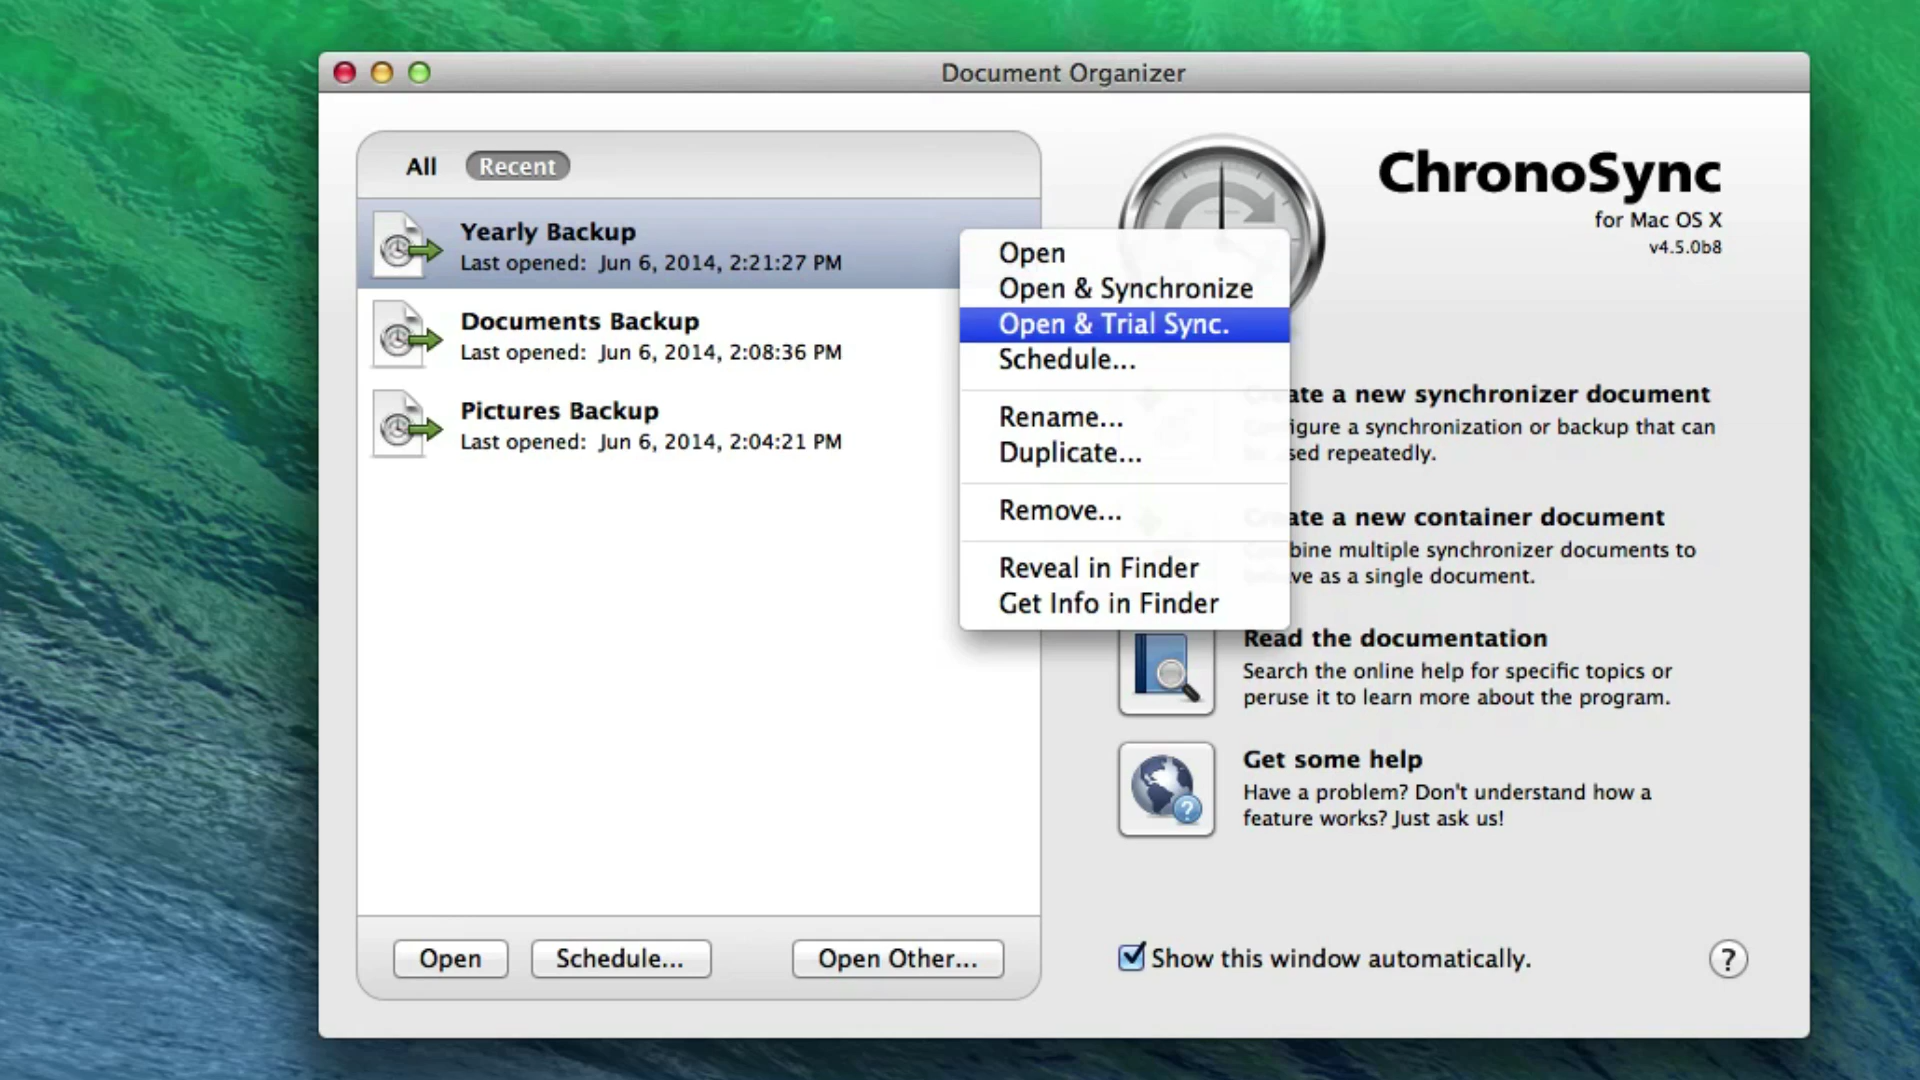 Document Organizer
All Recent
Yearly Backup
Last opened: Jun 6, 2014, 2:21:27 PM
Documents Backup
Last opened: Jun 6, 2014, 2:08:36 PM
Pictures Backup
Last opened: Jun 6, 2014, 2:04:21 PM
Open
Open & Synchronize
Open & Trial Sync.
Schedule...
Rename...
Duplicate...
Remove...
Reveal in Finder
Get Info in Finder
ChronoSync
for Mac OS X
v4.5.0b8
a new synchronizer document
a synchronization or backup that can
repeatedly.
a new container document
multiple synchronizer documents to
as a single document.
Read the documentation
Search the online help for specific topics or
peruse it to learn more about the program.
Get some help
Have a problem? Don't understand how a
feature works? Just ask us!
Open Schedule... Open Other...
Show this window automatically.
?